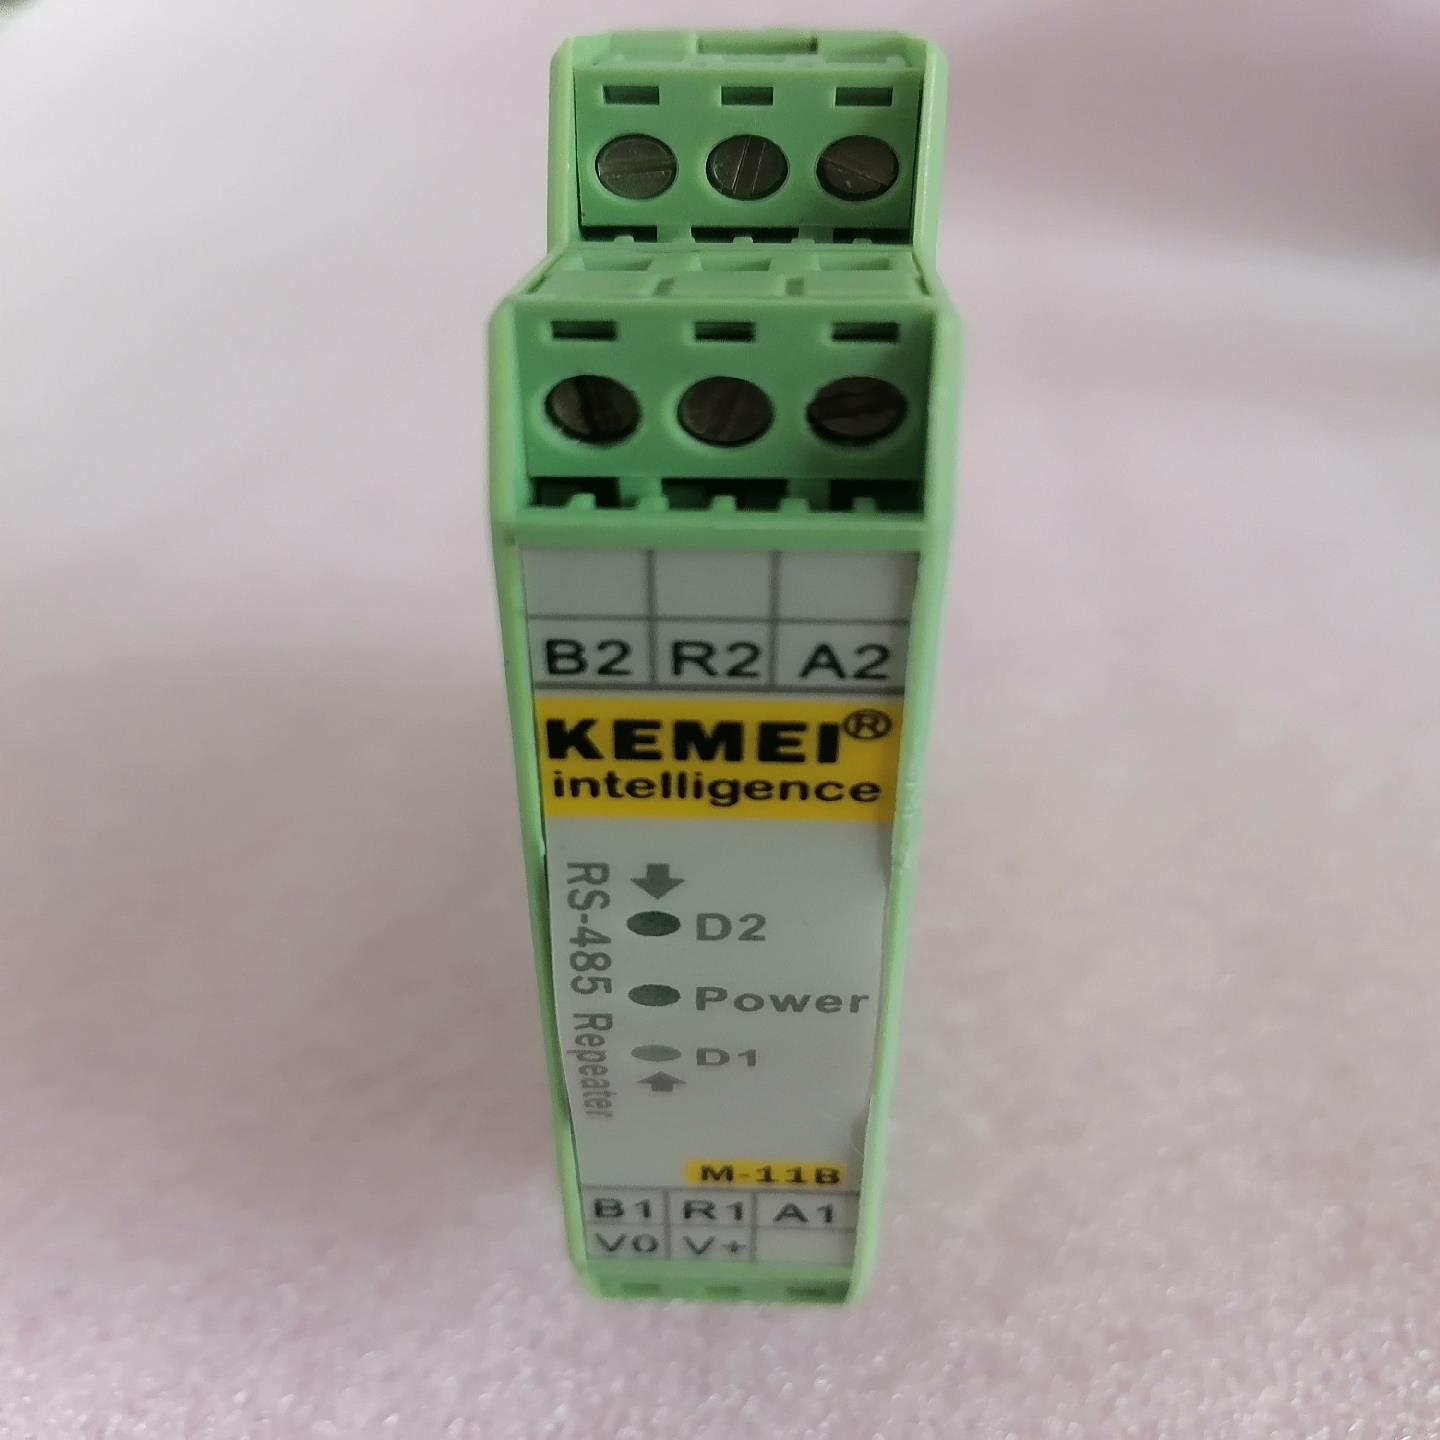 B2 R2 A2
KEMEI®
intelligence
RS-485 Repeater
D2
Power
D1
M-11B
B1 R1 A1
V0 V+